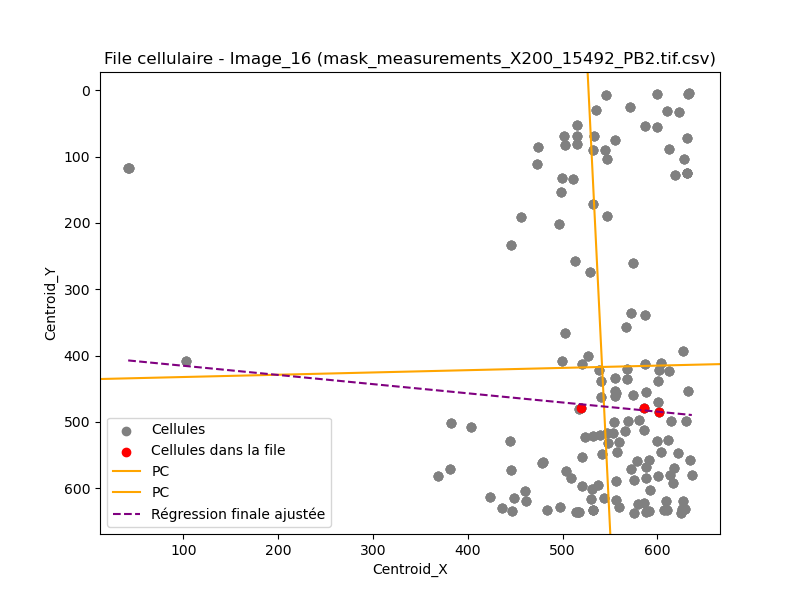 File cellulaire - Image_16 (mask_measurements_X200_15492_PB2.tif.csv)
0
100
200
300
400
500
600
Centroid_Y
Cellules
Cellules dans la file
PC
PC
Régression finale ajustée
100 200 300 400 500 600
Centroid_X